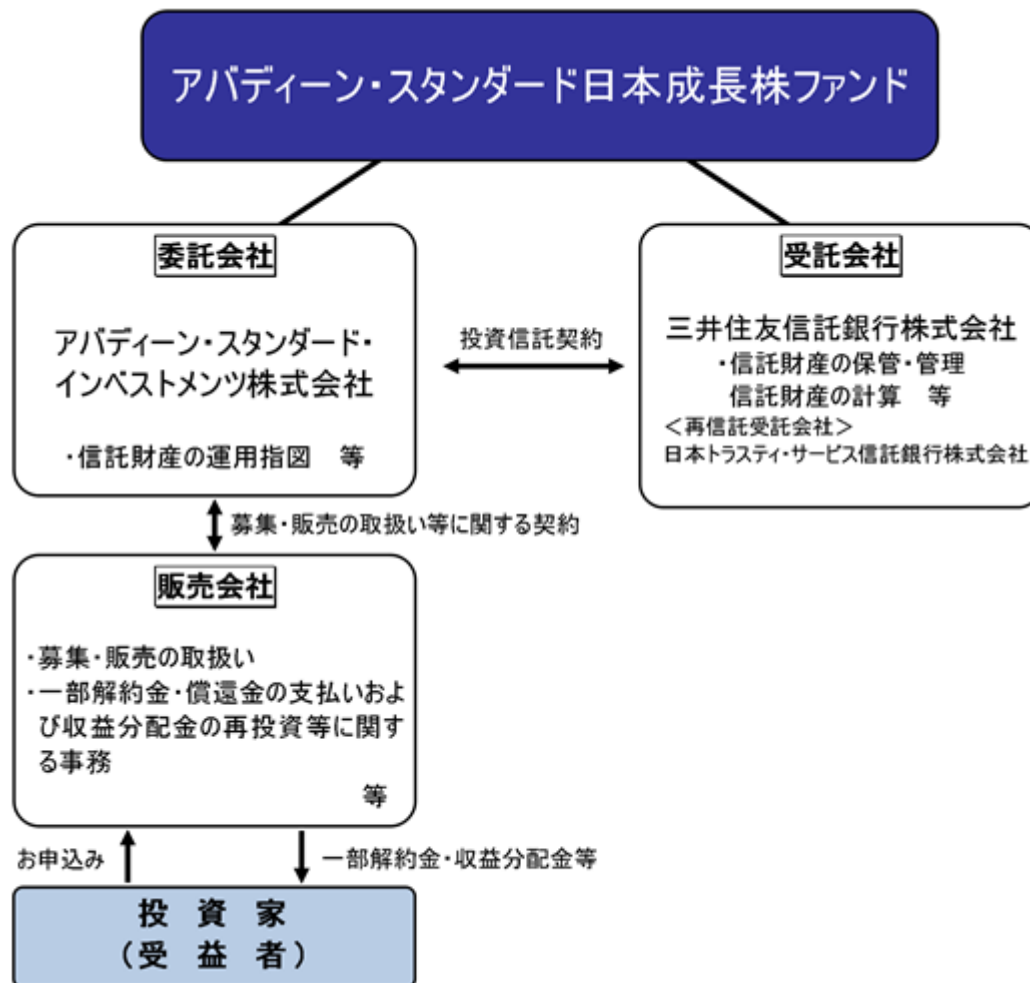 アバディーン・スタンダード日本成長株ファンド
委託会社
アバディーン・スタンダード・
インベストメンツ株式会社
・信託財産の運用指図 等
投資信託契約
受託会社
三井住友信託銀行株式会社
・信託財産の保管・管理
信託財産の計算 等
＜再信託受託会社＞
日本トラスティ・サービス信託銀行株式会社
募集・販売の取扱い等に関する契約
販売会社
・募集・販売の取扱い
・一部解約金・償還金の支払いおよ
び収益分配金の再投資等に関す
る事務
等
お申込み
一部解約金・収益分配金等
投 資 家
（受 益 者）